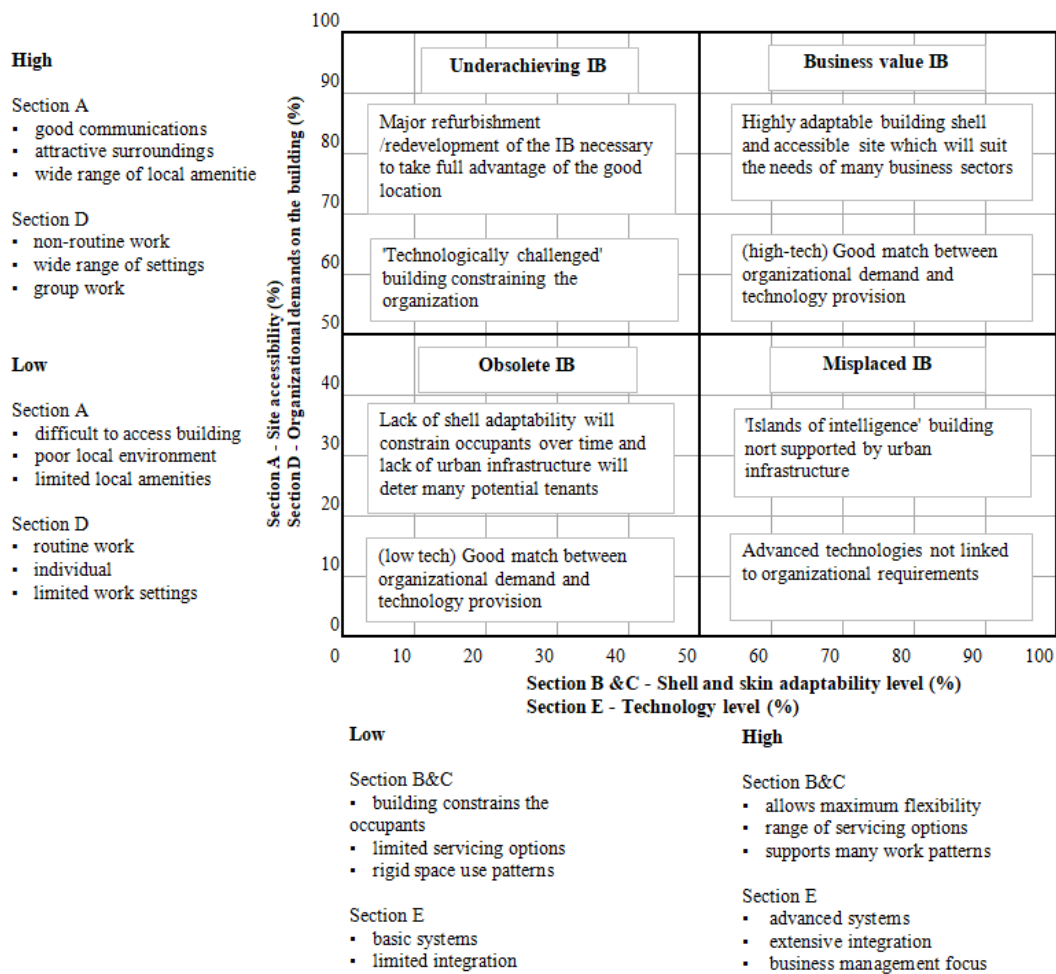 High
Section A
▪ good communications
▪ attractive surroundings
▪ wide range of local amenitie
Section D
▪ non-routine work
▪ wide range of settings
▪ group work
Low
Section A
▪ difficult to access building
▪ poor local environment
▪ limited local amenities
Section D
▪ routine work
▪ individual
▪ limited work settings
Section A - Site accessibility (%)
Section D - Organizational demands on the building (%)
100
90
80
70
60
50
40
30
20
10
0
Underachieving IB
Major refurbishment
/redevelopment of the IB necessary
to take full advantage of the good
location
'Technologically challenged'
building constraining the
organization
Business value IB
Highly adaptable building shell
and accessible site which will suit
the needs of many business sectors
(high-tech) Good match between
organizational demand and
technology provision
Obsolete IB
Lack of shell adaptability will
constrain occupants over time and
lack of urban infrastructure will
deter many potential tenants
(low tech) Good match between
organizational demand and
technology provision
Misplaced IB
'Islands of intelligence' building
nort supported by urban
infrastructure
Advanced technologies not linked
to organizational requirements
0 10 20 30 40 50 60 70 80 90 100
Section B &C - Shell and skin adaptability level (%)
Section E - Technology level (%)
Low
Section B&C
▪ building constrains the
occupants
▪ limited servicing options
▪ rigid space use patterns
Section E
▪ basic systems
▪ limited integration
High
Section B&C
▪ allows maximum flexibility
▪ range of servicing options
▪ supports many work patterns
Section E
▪ advanced systems
▪ extensive integration
▪ business management focus